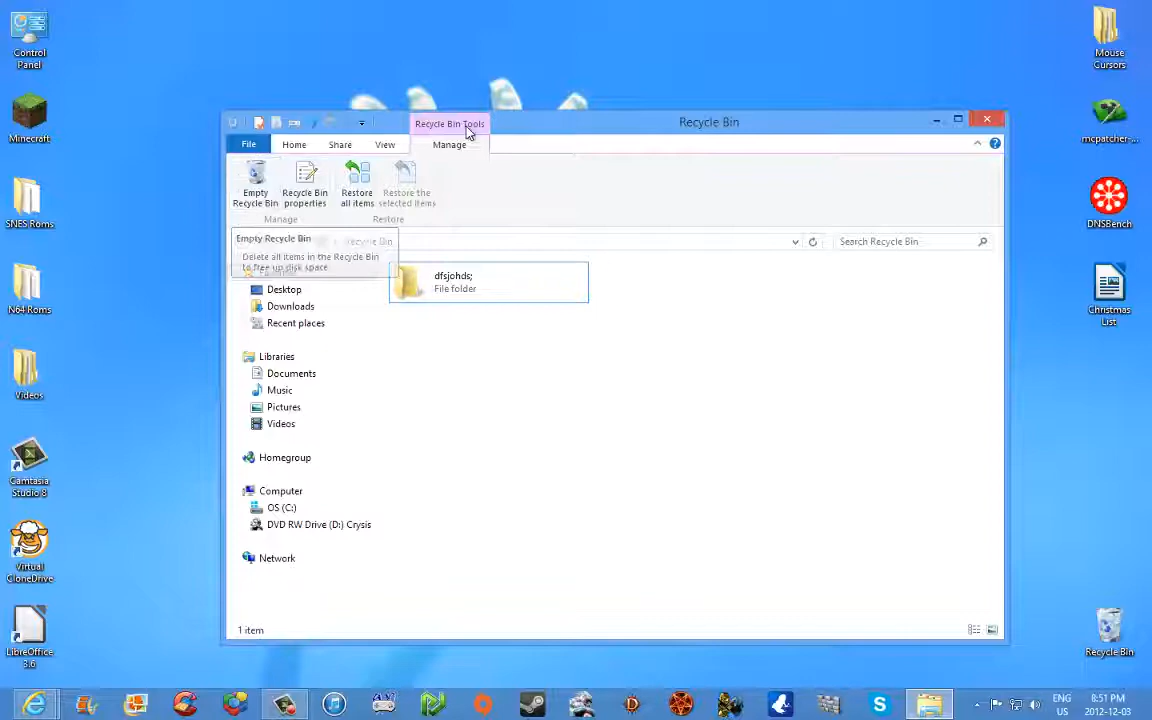 Control
Panel
Minecraft
SNES Roms
N64 Roms
Videos
Camtasia
Studio 8
Virtual
CloneDrive
LibreOffice
3.6
Mouse
Cursors
mcpatcher-...
DNSBench
Christmas
List
Recycle Bin
Recycle Bin Tools
Recycle Bin
File
Home
Share
View
Manage
Empty
Recycle Bin
Recycle Bin
properties
Restore
all items
Restore the
selected items
Manage
Restore
Recycle Bin
Search Recycle Bin
Empty Recycle Bin
Delete all items in the Recycle Bin
to free up disk space
Desktop
Downloads
Recent places
Libraries
Documents
Music
Pictures
Videos
Homegroup
Computer
OS (C:)
DVD RW Drive (D:) Crysis
Network
dfsjohds;
File folder
1 item
ENG
US
8:51 PM
2012-12-03